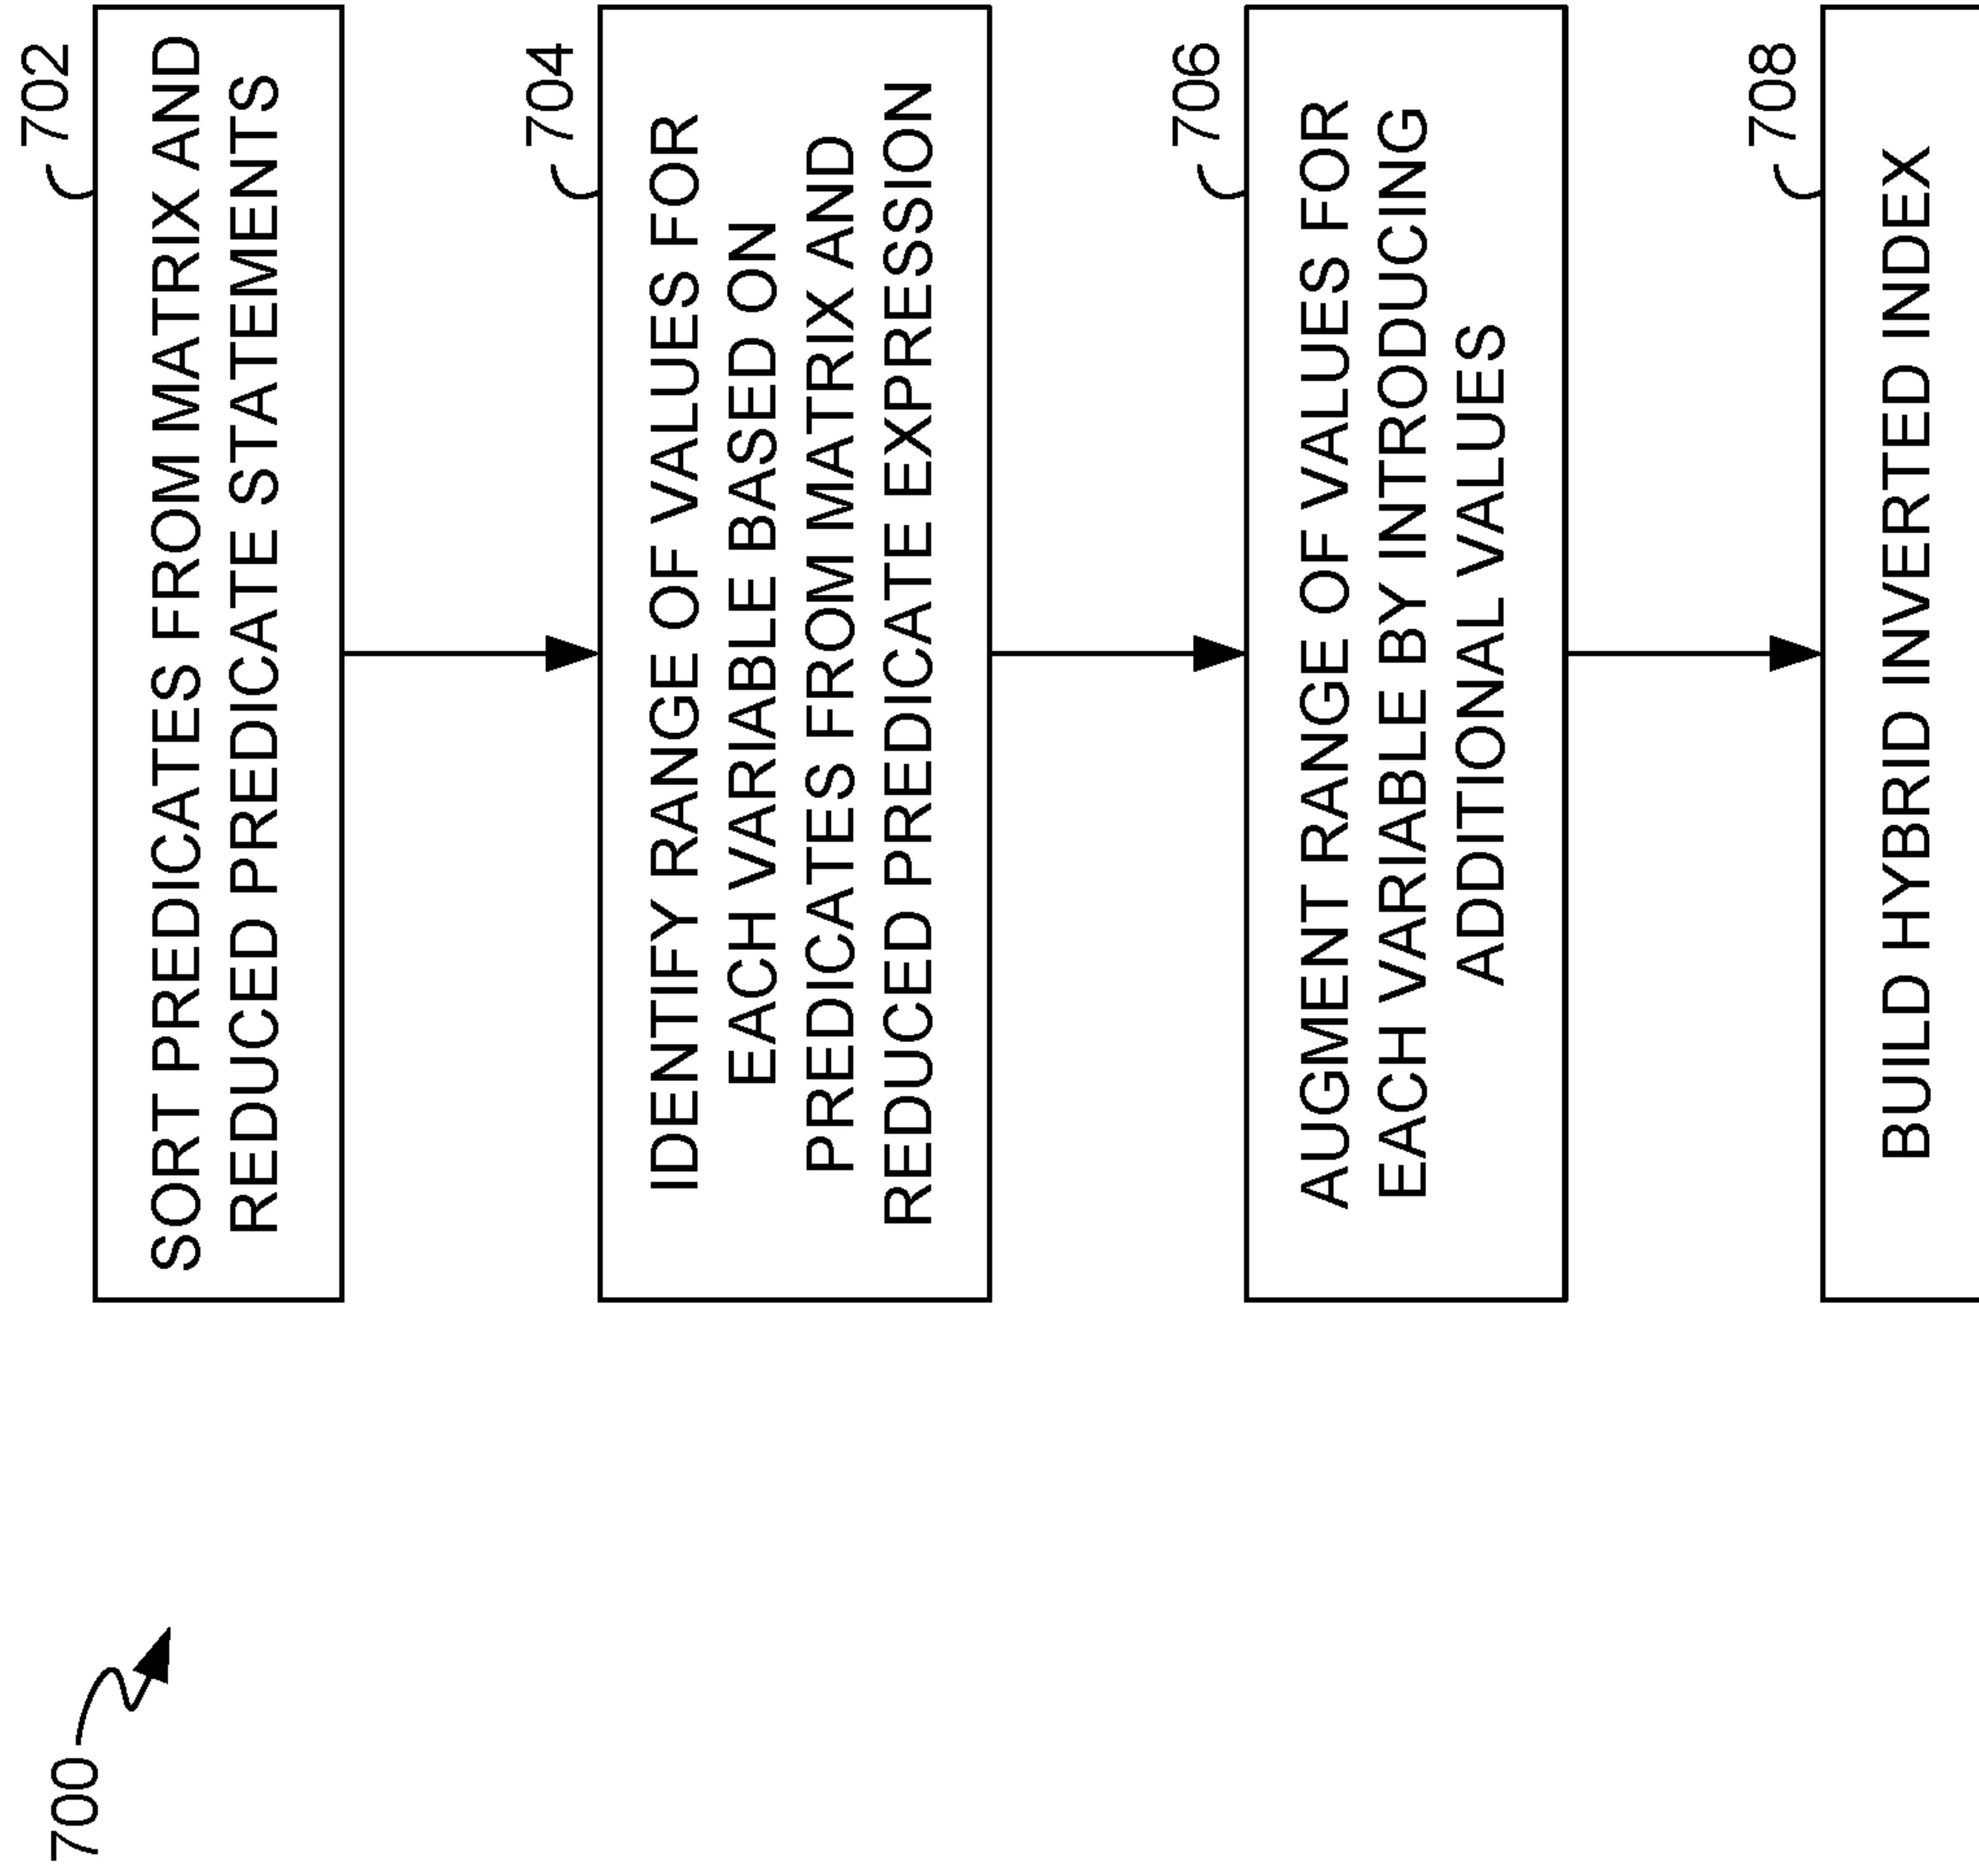 700
702
SORT PREDICATES FROM MATRIX AND
REDUCED PREDICATE STATEMENTS
704
IDENTIFY RANGE OF VALUES FOR
EACH VARIABLE BASED ON
PREDICATES FROM MATRIX AND
REDUCED PREDICATE EXPRESSION
706
AUGMENT RANGE OF VALUES FOR
EACH VARIABLE BY INTRODUCING
ADDITIONAL VALUES
708
BUILD HYBRID INVERTED INDEX